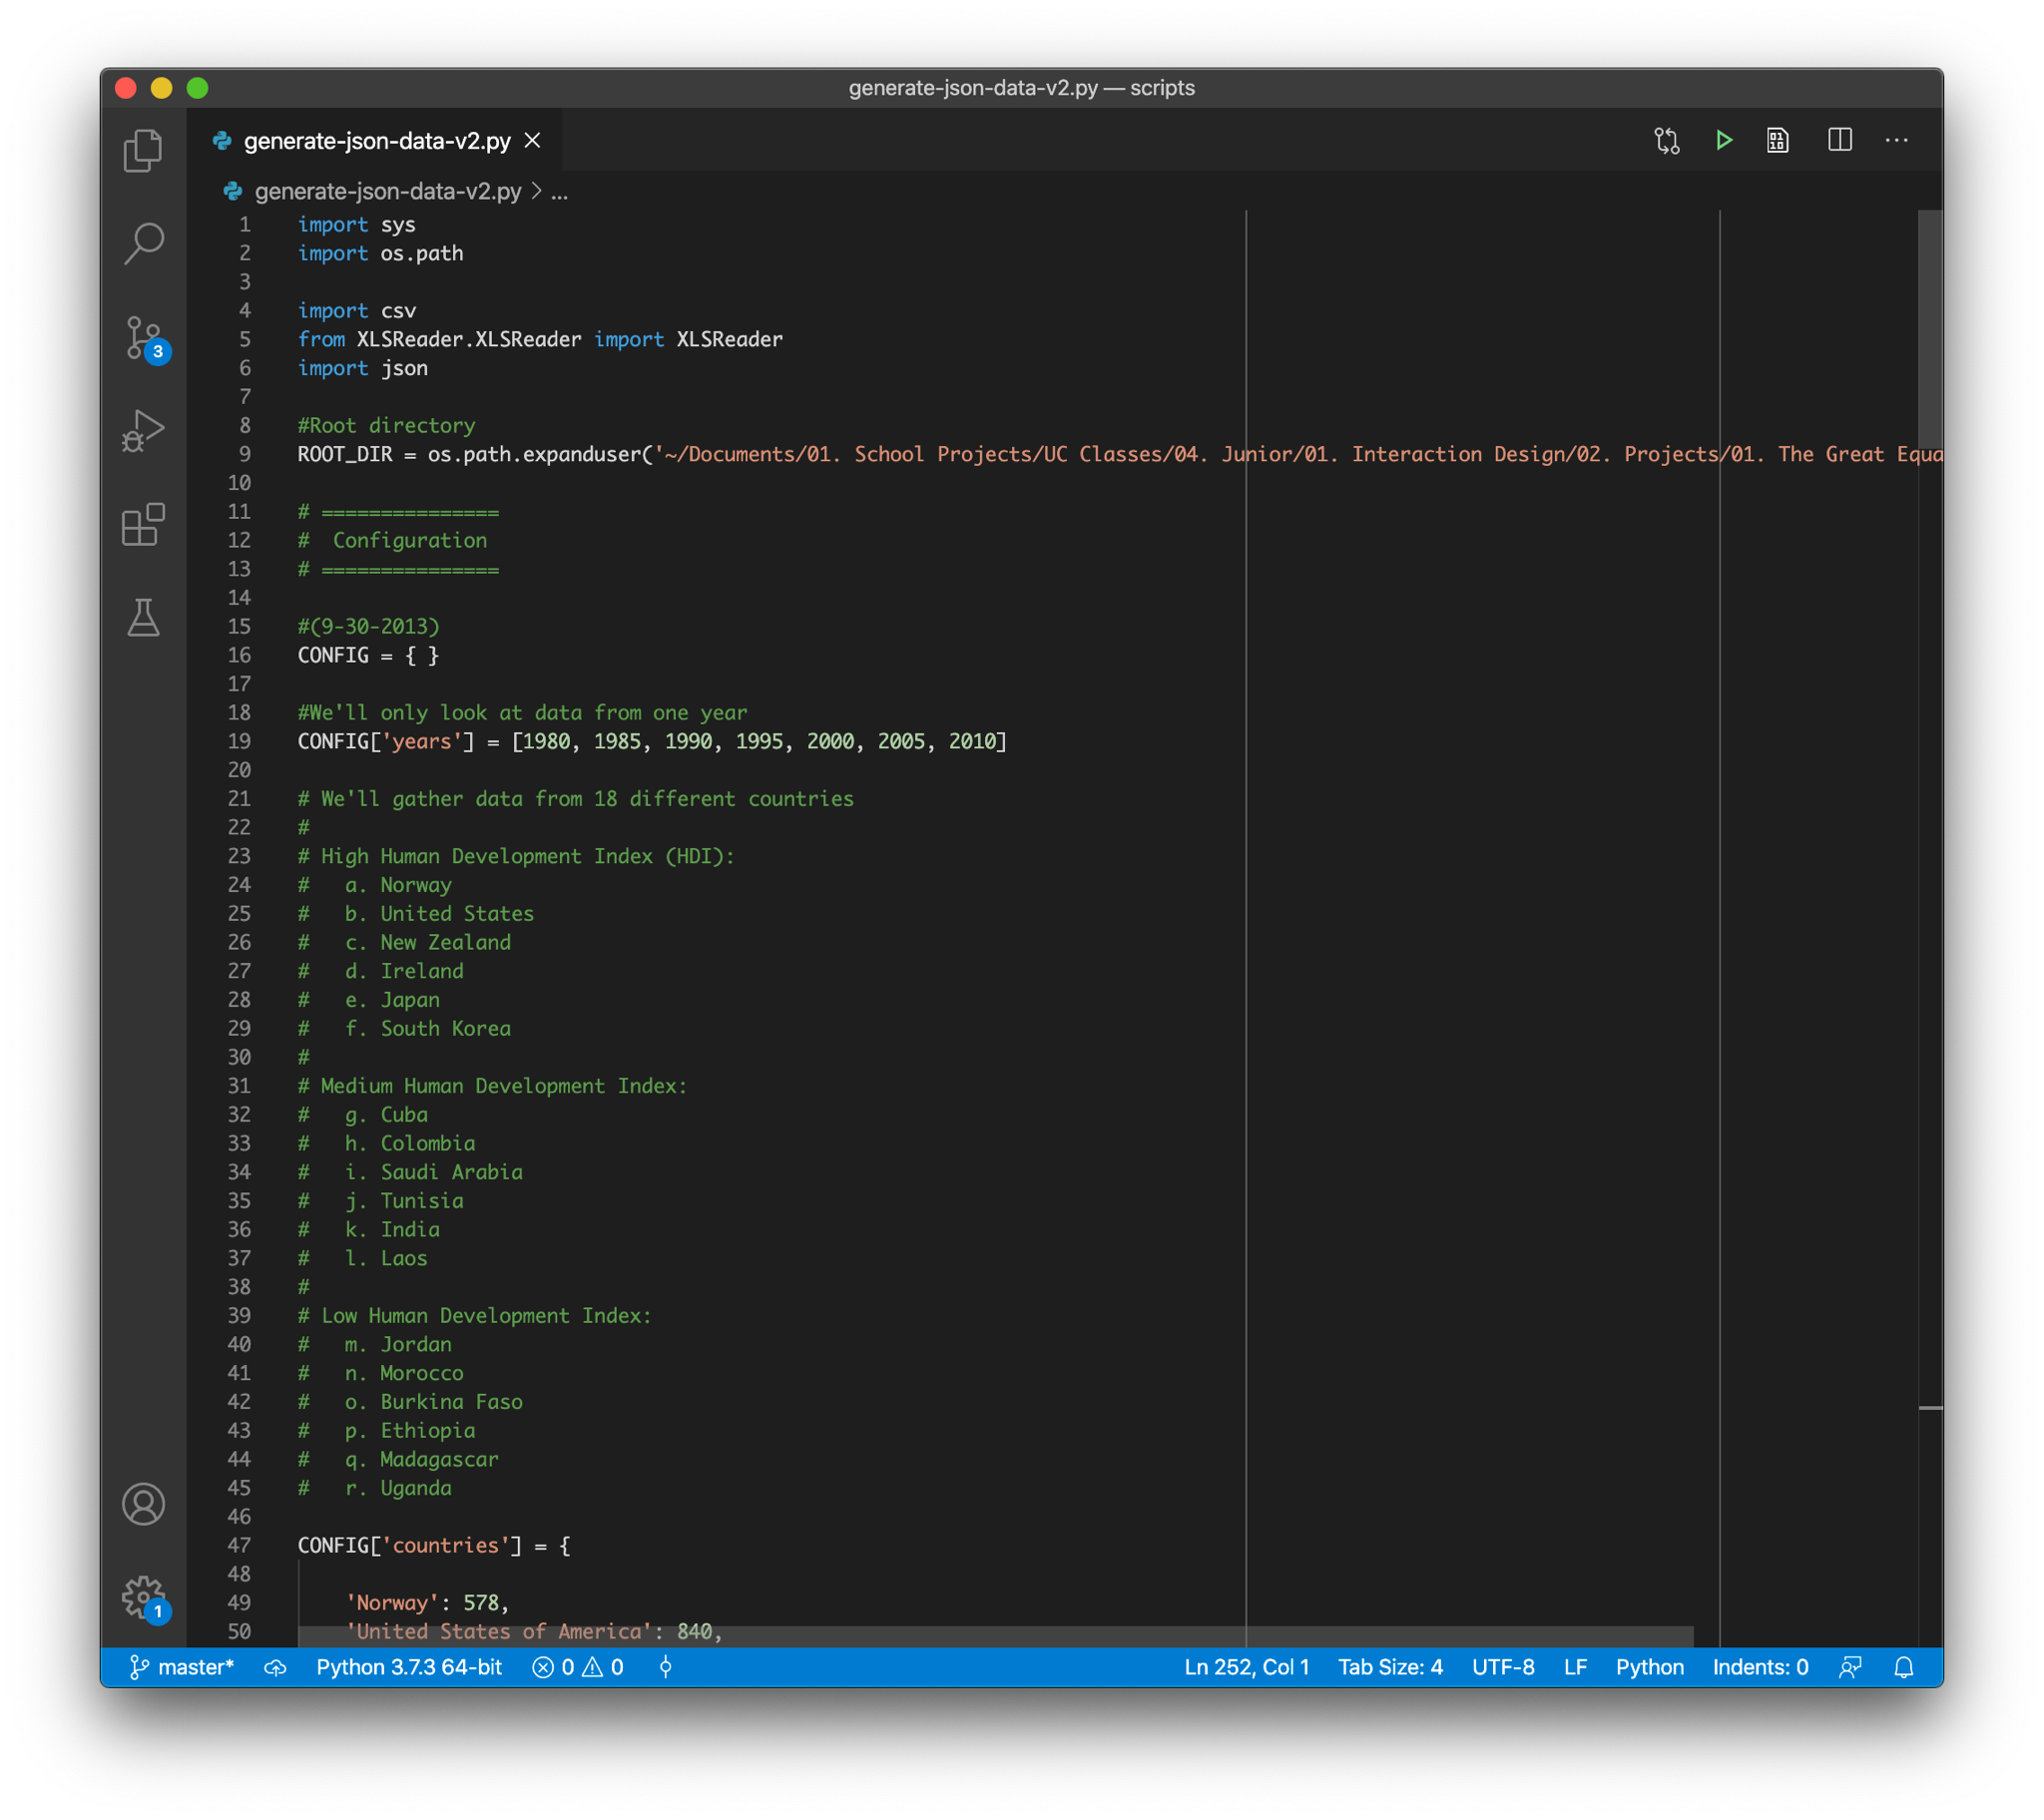 generate-json-data-v2.py — scripts
generate-json-data-v2.py
generate-json-data-v2.py > ...
1 import sys
2 import os.path
3
4 import csv
5 from XLSReader.XLSReader import XLSReader
6 import json
7
8 #Root directory
9 ROOT_DIR = os.path.expanduser('~/Documents/01. School Projects/UC Classes/04. Junior/01. Interaction Design/02. Projects/01. The Great Equa
10
11 # ===============
12 #  Configuration
13 # ===============
14
15 #(9-30-2013)
16 CONFIG = { }
17
18 #We'll only look at data from one year
19 CONFIG['years'] = [1980, 1985, 1990, 1995, 2000, 2005, 2010]
20
21 # We'll gather data from 18 different countries
22 #
23 # High Human Development Index (HDI):
24 #   a. Norway
25 #   b. United States
26 #   c. New Zealand
27 #   d. Ireland
28 #   e. Japan
29 #   f. South Korea
30 #
31 # Medium Human Development Index:
32 #   g. Cuba
33 #   h. Colombia
34 #   i. Saudi Arabia
35 #   j. Tunisia
36 #   k. India
37 #   l. Laos
38 #
39 # Low Human Development Index:
40 #   m. Jordan
41 #   n. Morocco
42 #   o. Burkina Faso
43 #   p. Ethiopia
44 #   q. Madagascar
45 #   r. Uganda
46
47 CONFIG['countries'] = {
48
49     'Norway': 578,
50     'United States of America': 840,
3
1
master* Python 3.7.3 64-bit 0 0 Ln 252, Col 1 Tab Size: 4 UTF-8 LF Python Indents: 0